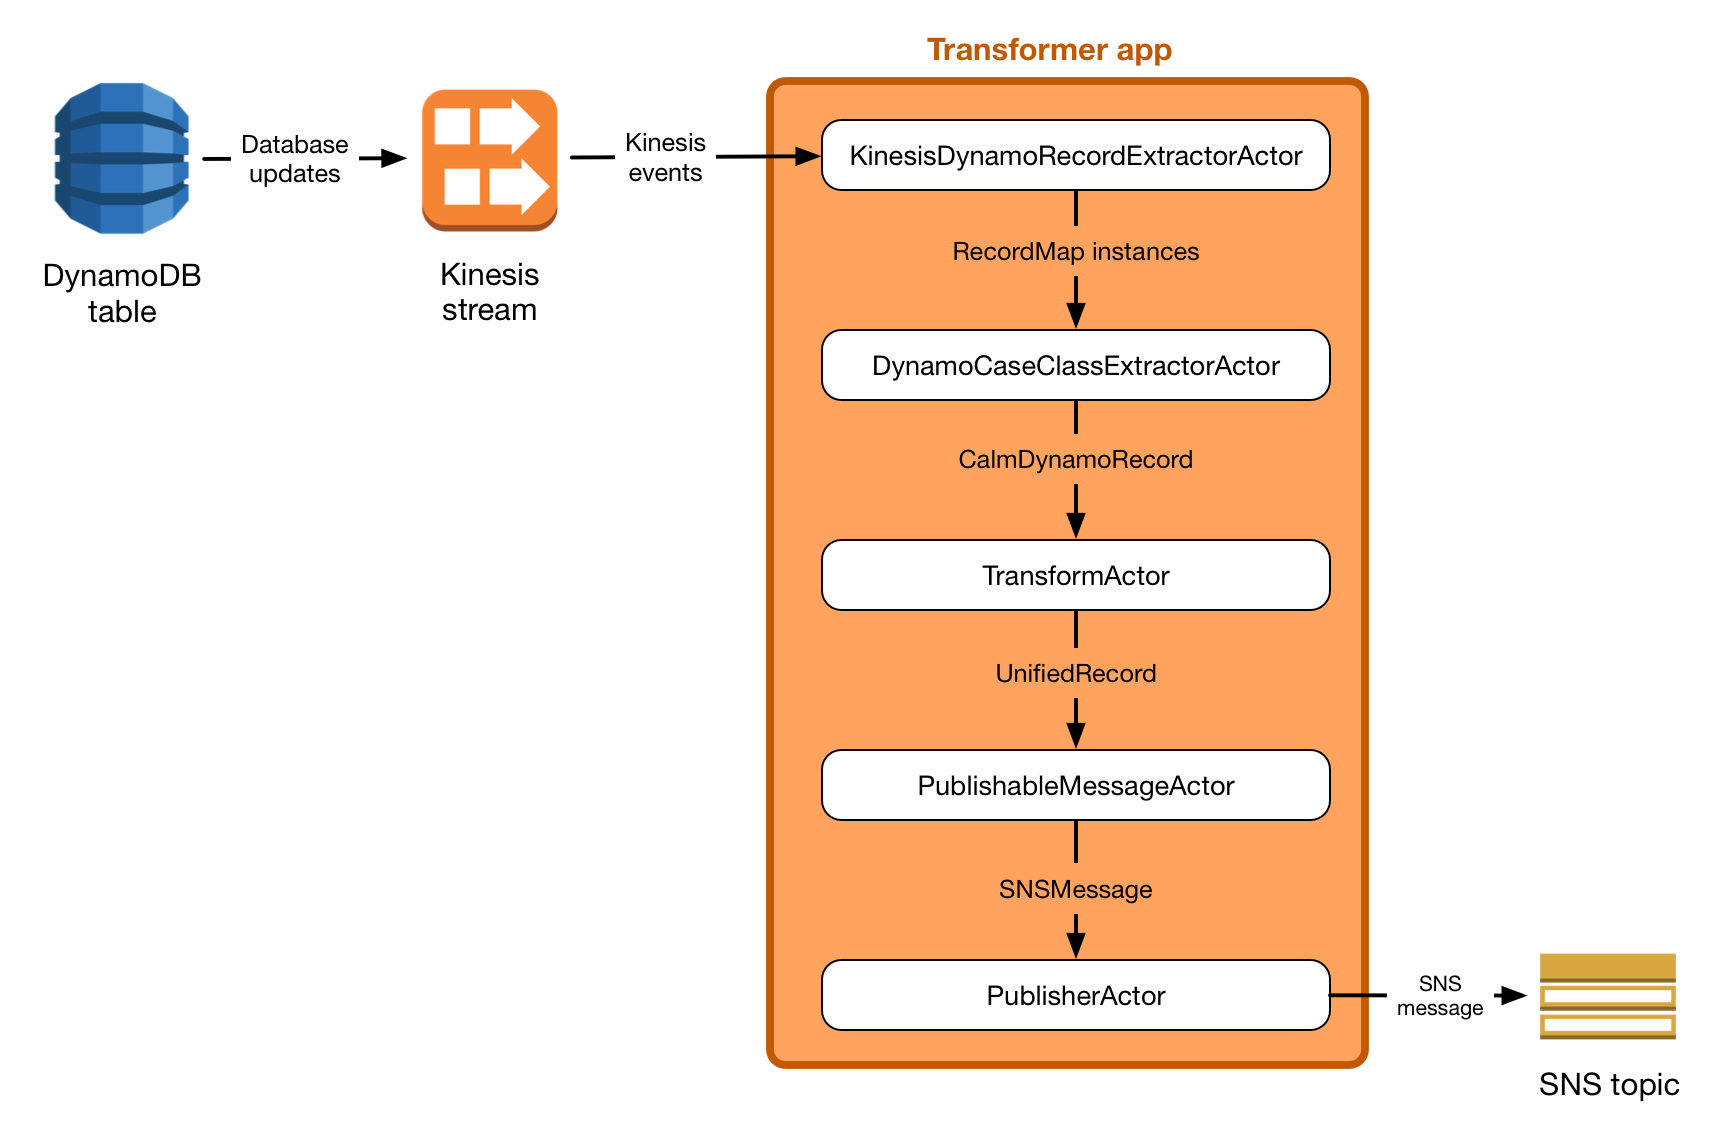 Transformer app
Database
updates
DynamoDB
table
Kinesis
stream
Kinesis
events
KinesisDynamoRecordExtractorActor
RecordMap instances
DynamoCaseClassExtractorActor
CalmDynamoRecord
TransformActor
UnifiedRecord
PublishableMessageActor
SNSMessage
PublisherActor
SNS
message
SNS topic